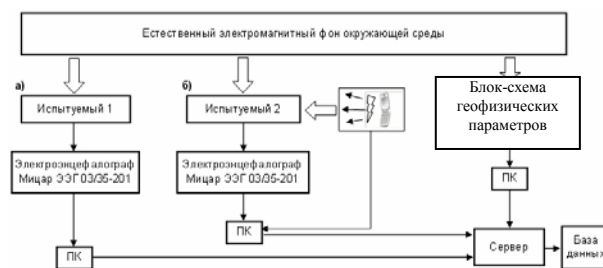 Естественный электромагнитный фон окружающей среды
а)
б)
Испытуемый 1
Испытуемый 2
Блок-схема
геофизических
параметров
Электроэнцефалограф
Мицар ЭЭГ 03/35-201
Электроэнцефалограф
Мицар ЭЭГ 03/35-201
ПК
ПК
ПК
Сервер
База
данных